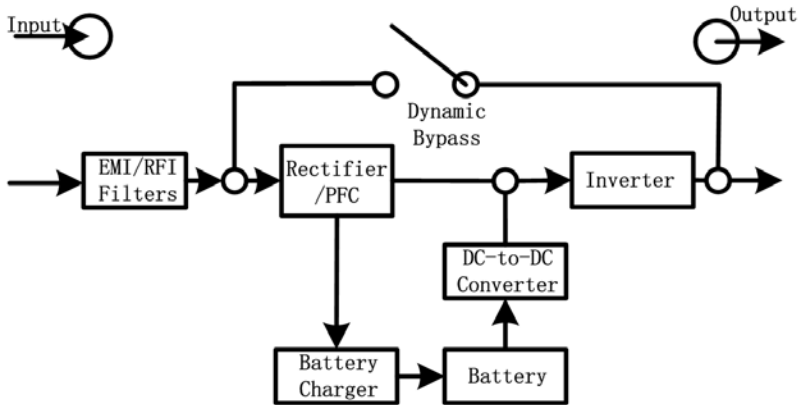 Input
Output
Dynamic
Bypass
EMI/RFI
Filters
Rectifier
/PFC
Inverter
DC-to-DC
Converter
Battery
Charger
Battery